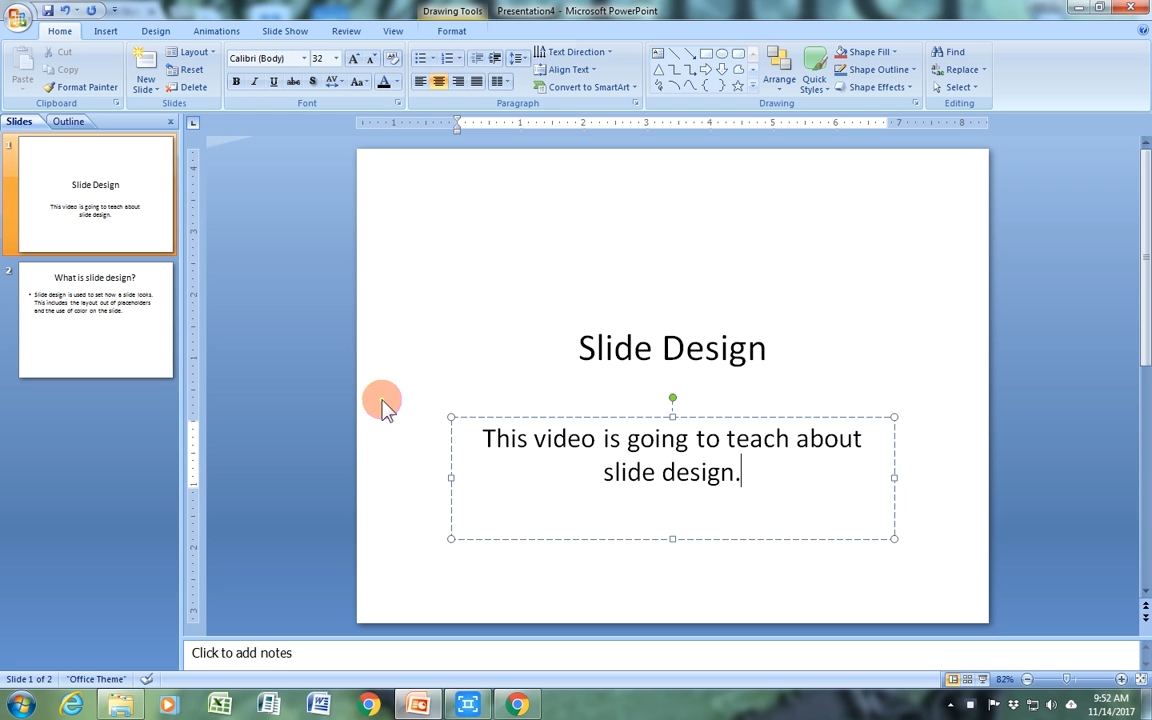 Drawing Tools
Presentation4 - Microsoft PowerPoint
Home Insert Design Animations Slide Show Review View Format
Paste
Cut
Copy
Format Painter
Clipboard
New Slide
Layout
Reset
Delete
Slides
Calibri (Body) 32
B I U S abc AV Aa A
Font
Text Direction
Align Text
Convert to SmartArt
Paragraph
Arrange
Quick Styles
Shape Fill
Shape Outline
Shape Effects
Drawing
Find
Replace
Select
Editing
Slides Outline
1
Slide Design
This video is going to teach about
slide design.
2
What is slide design?
• Slide design is used to set how a slide looks.
This includes the layout out of placeholders
and the use of color on the slide.
Slide Design
This video is going to teach about
slide design.
Click to add notes
Slide 1 of 2 "Office Theme" 82%
9:52 AM
11/14/2017